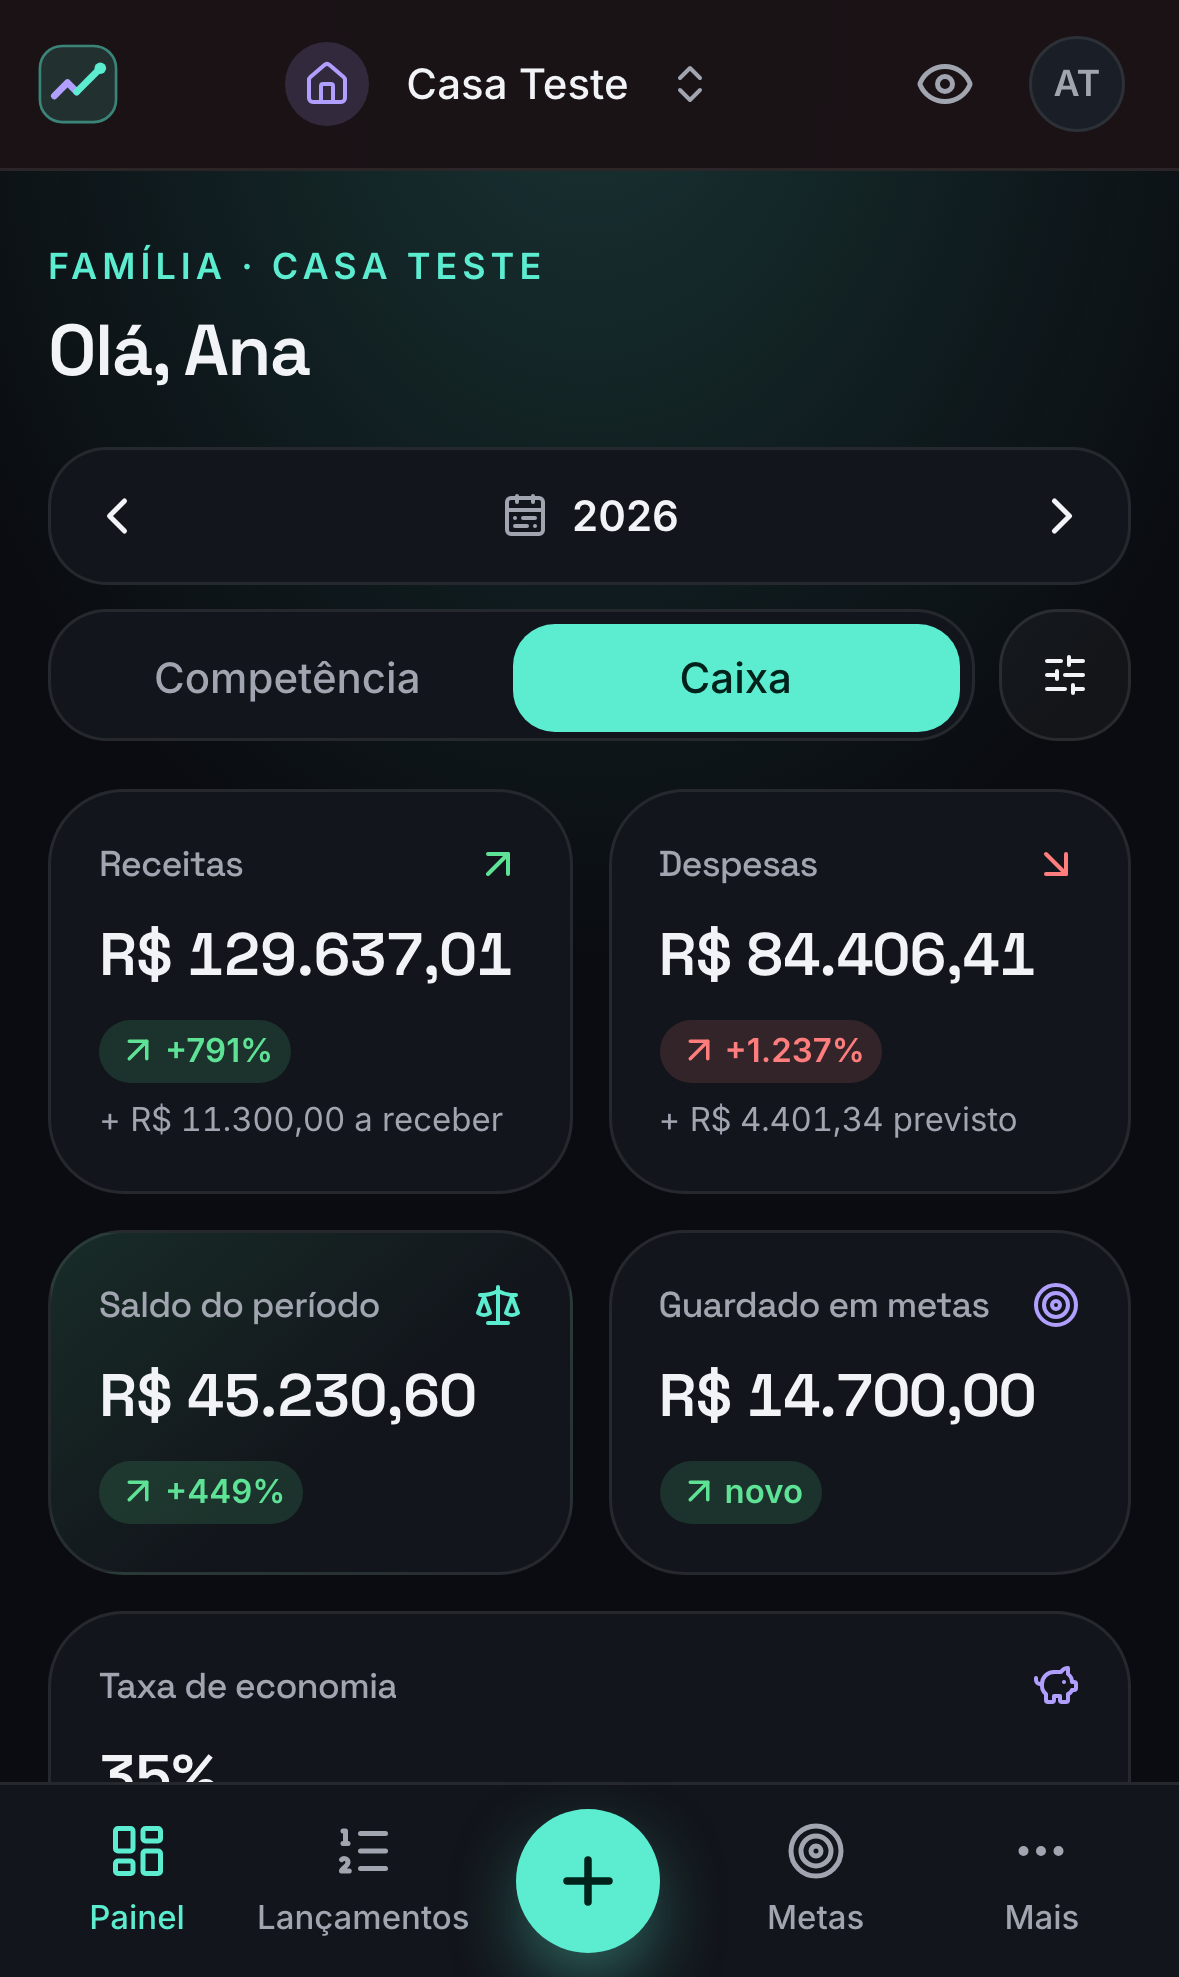 Casa Teste
AT
FAMÍLIA · CASA TESTE
Olá, Ana
2026
Competência
Caixa
Receitas
R$ 129.637,01
+791%
+ R$ 11.300,00 a receber
Despesas
R$ 84.406,41
+1.237%
+ R$ 4.401,34 previsto
Saldo do período
R$ 45.230,60
+449%
Guardado em metas
R$ 14.700,00
novo
Taxa de economia
35%
Painel
Lançamentos
Metas
Mais